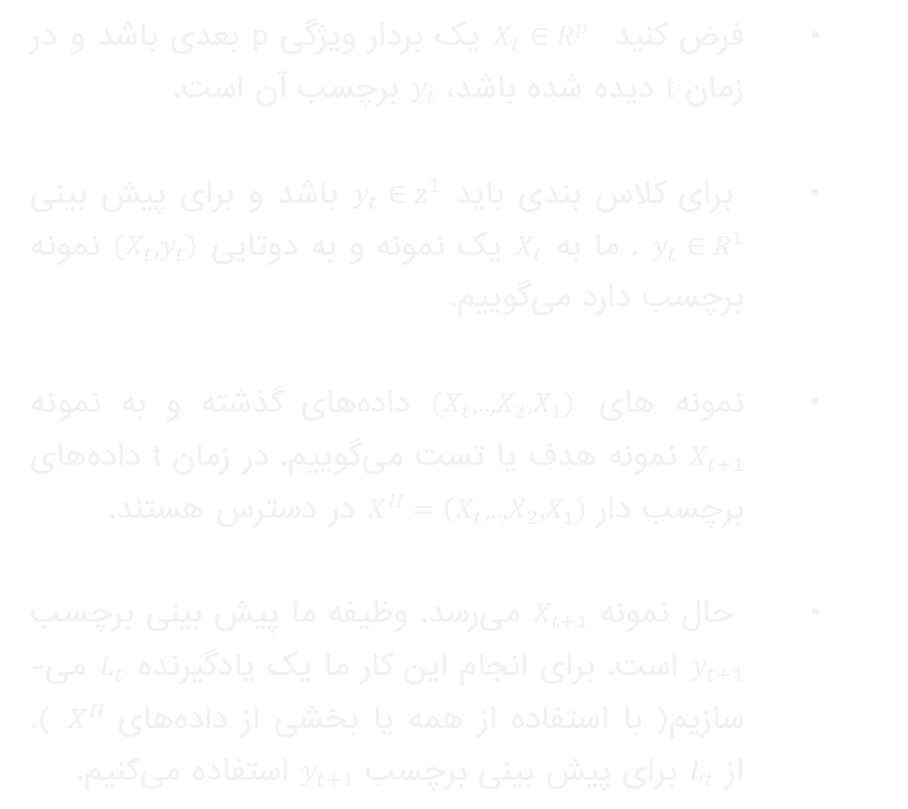 • فرض کنید X_t ∈ R^p یک بردار ویژگی p بعدی باشد و در
زمان t دیده شده باشد، y_t برچسب آن است.
• برای کلاس بندی باید y_t ∈ z^1 باشد و برای پیش بینی
y_t ∈ R^1 . ما به X_t یک نمونه و به دوتایی (X_t,y_t) نمونه
برچسب دارد می‌گوییم.
• نمونه های (X_t,..,X_2,X_1) داده‌های گذشته و به نمونه
X_{t+1} نمونه هدف یا تست می‌گوییم. در زمان t داده‌های
برچسب دار X^H = (X_t,..,X_2,X_1) در دسترس هستند.
• حال نمونه X_{t+1} می‌رسد. وظیفه ما پیش بینی برچسب
y_{t+1} است. برای انجام این کار ما یک یادگیرنده L_t می-
سازیم( با استفاده از همه یا بخشی از داده‌های X^H ).
از L_t برای پیش بینی برچسب y_{t+1} استفاده می‌کنیم.